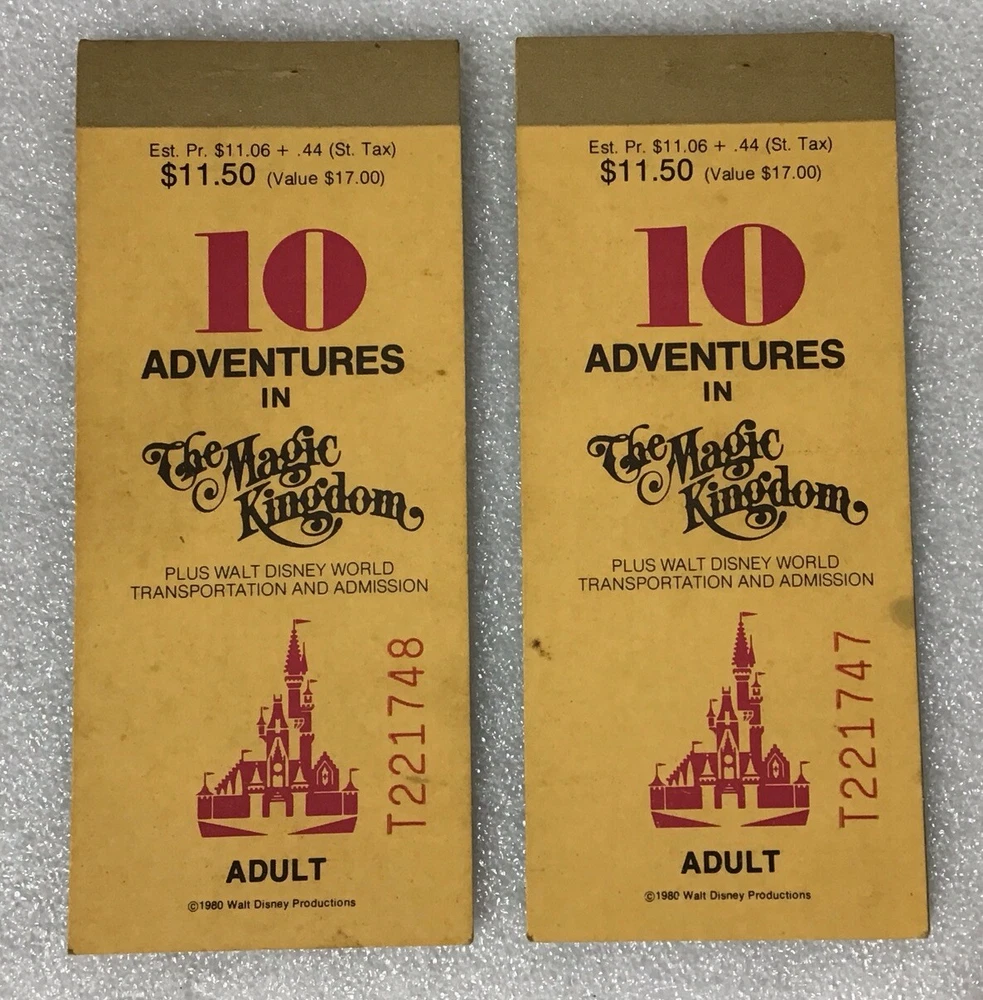 Est. Pr. $11.06 + .44 (St. Tax)
$11.50 (Value $17.00)
10
ADVENTURES
IN
The Magic
Kingdom
PLUS WALT DISNEY WORLD
TRANSPORTATION AND ADMISSION
T221748
ADULT
©1980 Walt Disney Productions
Est. Pr. $11.06 + .44 (St. Tax)
$11.50 (Value $17.00)
10
ADVENTURES
IN
The Magic
Kingdom
PLUS WALT DISNEY WORLD
TRANSPORTATION AND ADMISSION
T221747
ADULT
©1980 Walt Disney Productions